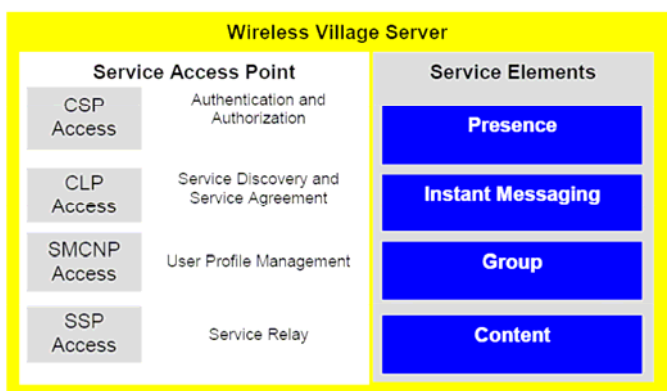 Wireless Village Server
Service Access Point
CSP
Access
Authentication and
Authorization
CLP
Access
Service Discovery and
Service Agreement
SMCNP
Access
User Profile Management
SSP
Access
Service Relay
Service Elements
Presence
Instant Messaging
Group
Content